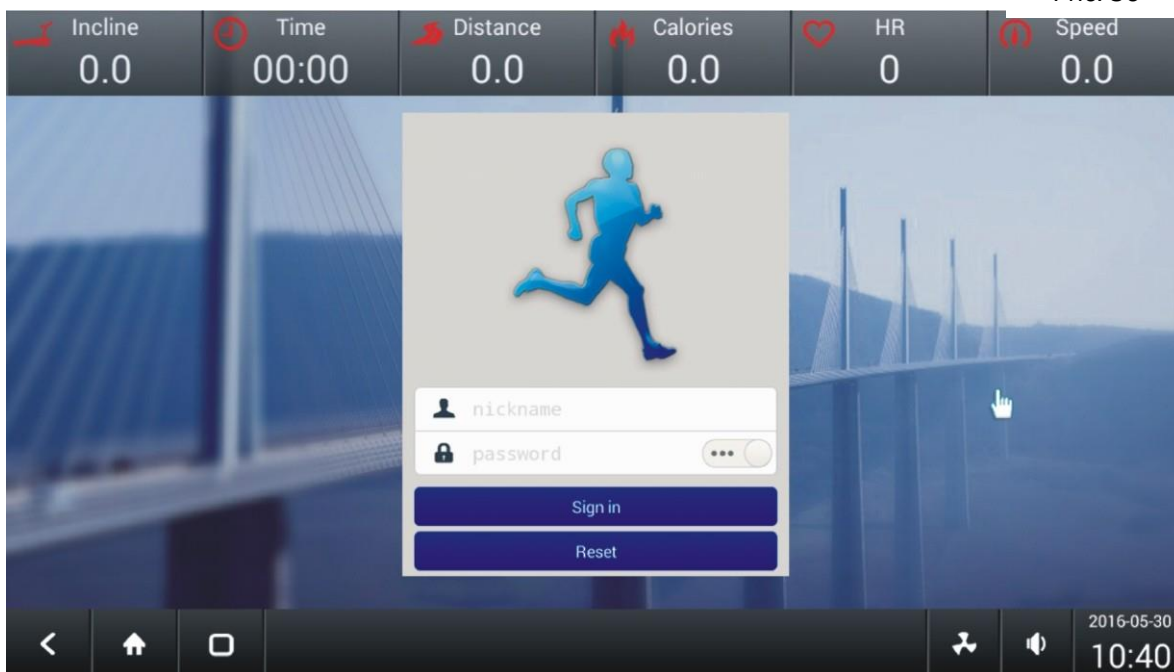 Incline Time Distance Calories HR Speed
0.0 00:00 0.0 0.0 0 0.0
nickname
password
Sign in
Reset
2016-05-30
10:40